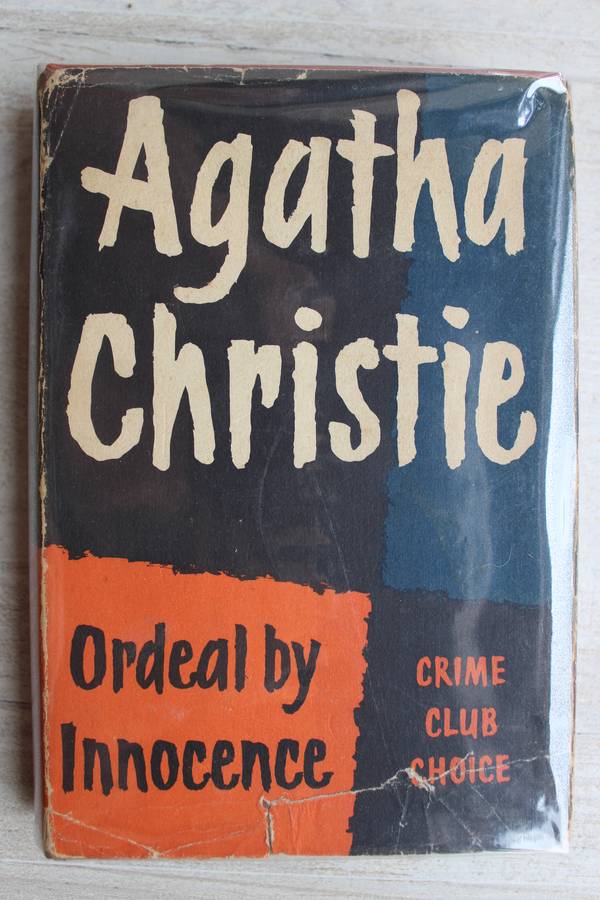 Agatha
Christie
Ordeal by
Innocence
CRIME
CLUB
CHOICE